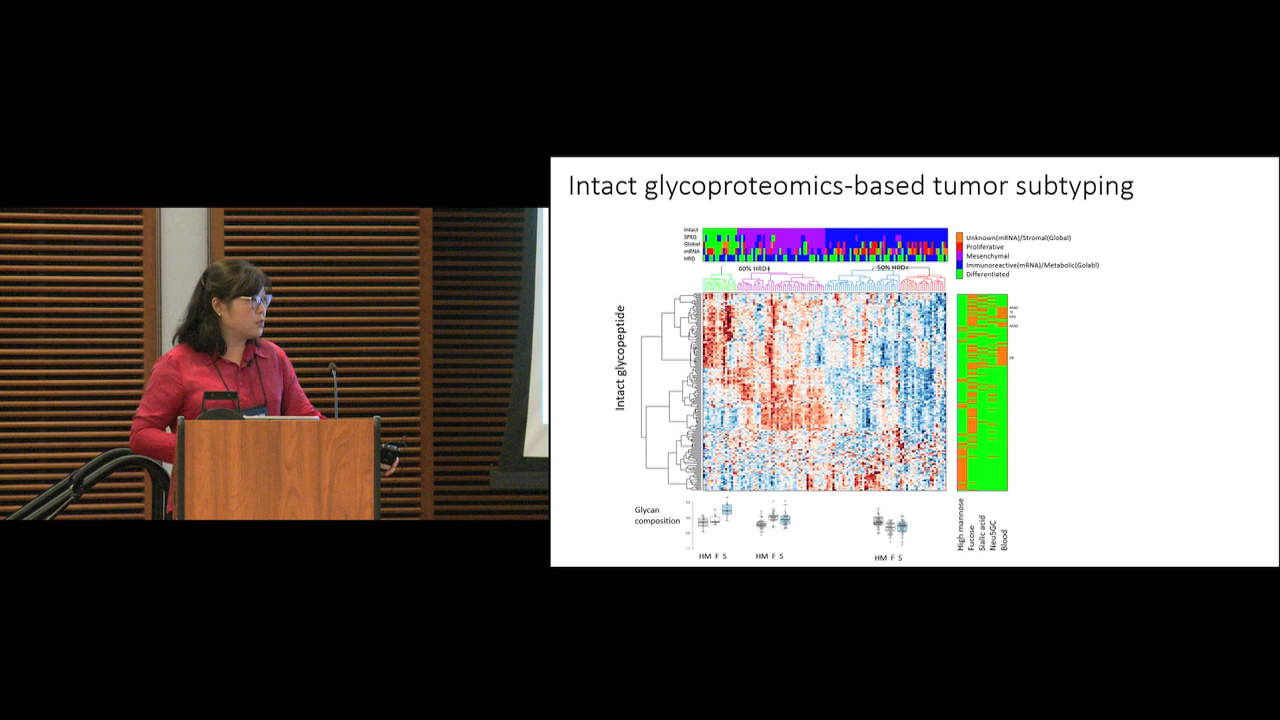 Intact glycoproteomics-based tumor subtyping
Intact
SPEG
Global
mRNA
HRD
60% HRD+
50% HRD+
Unknown(mRNA)/Stromal(Global)
Proliferative
Mesenchymal
Immunoreactive(mRNA)/Metabolic(Golabl)
Differentiated
Intact glycopeptide
Glycan
composition
HM F S
HM F S
HM F S
High mannose
Fucose
Sialic acid
Neu5GC
Blood